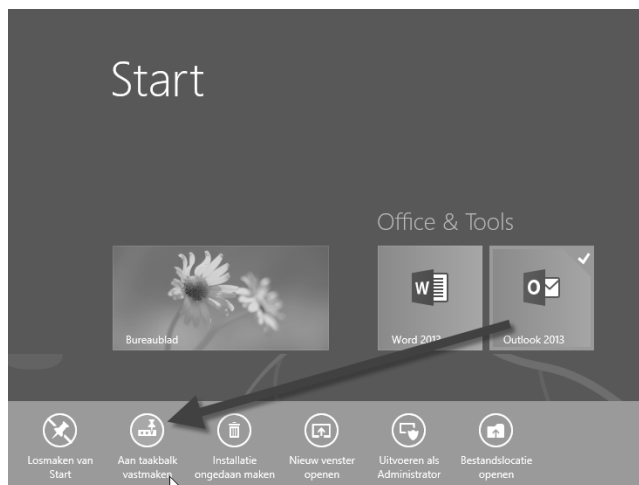 Start
Office & Tools
Bureaublad
Word 2013
Outlook 2013
Losmaken van
Start
Aan taakbalk
vastmaken
Installatie
ongedaan maken
Nieuw venster
openen
Uitvoeren als
Administrator
Bestandslocatie
openen